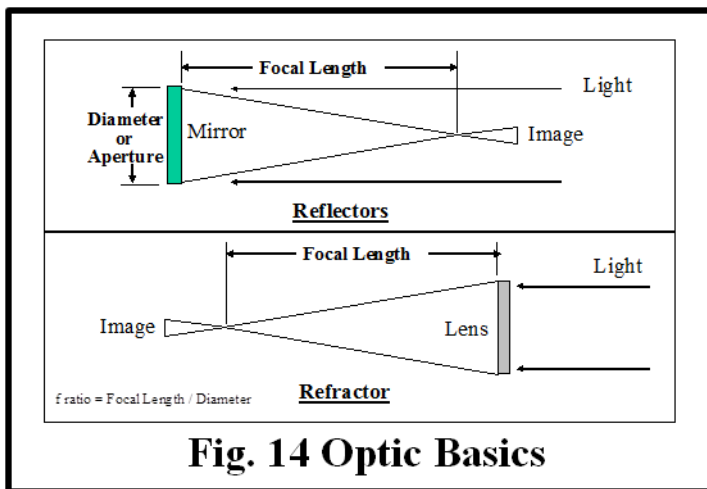 Focal Length
Light
Diameter
or
Aperture
Mirror
Image
Reflectors
Focal Length
Light
Image
Lens
Refractor
f ratio = Focal Length / Diameter
Fig. 14 Optic Basics